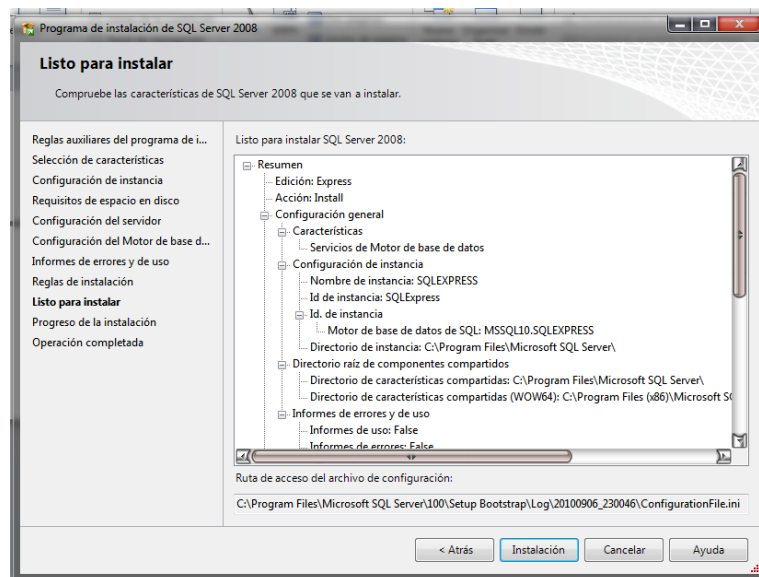 Programa de instalación de SQL Server 2008
Listo para instalar
Compruebe las características de SQL Server 2008 que se van a instalar.
Reglas auxiliares del programa de i...
Selección de características
Configuración de instancia
Requisitos de espacio en disco
Configuración del servidor
Configuración del Motor de base d...
Informes de errores y de uso
Reglas de instalación
Listo para instalar
Progreso de la instalación
Operación completada
Listo para instalar SQL Server 2008:
Resumen
Edición: Express
Acción: Install
Configuración general
Características
Servicios de Motor de base de datos
Configuración de instancia
Nombre de instancia: SQLEXPRESS
Id de instancia: SQLExpress
Id. de instancia
Motor de base de datos de SQL: MSSQL10.SQLEXPRESS
Directorio de instancia: C:\Program Files\Microsoft SQL Server\
Directorio raíz de componentes compartidos
Directorio de características compartidas: C:\Program Files\Microsoft SQL Server\
Directorio de características compartidas (WOW64): C:\Program Files (x86)\Microsoft S
Informes de errores y de uso
Informes de uso: False
Informes de errores: False
Ruta de acceso del archivo de configuración:
C:\Program Files\Microsoft SQL Server\100\Setup Bootstrap\Log\20100906_230046\ConfigurationFile.ini
< Atrás
Instalación
Cancelar
Ayuda